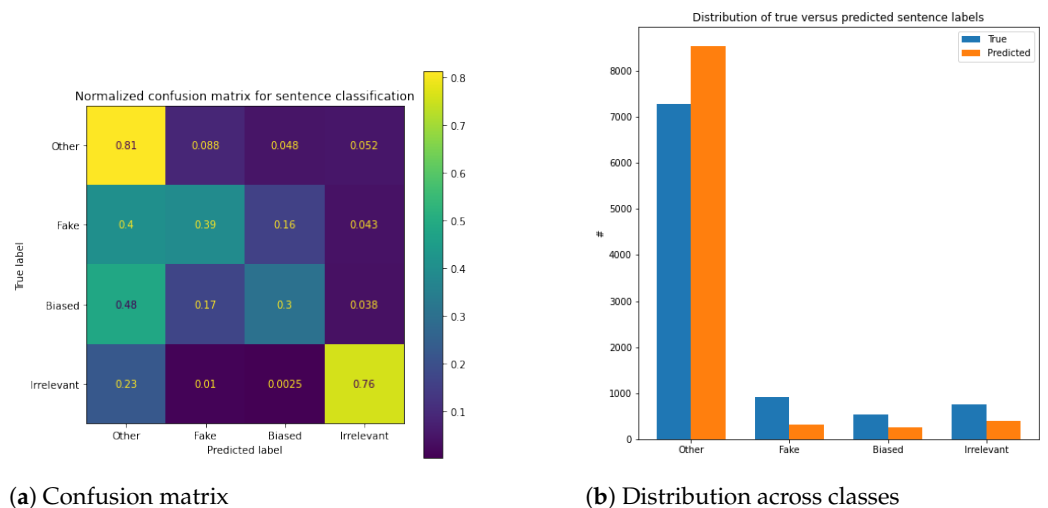 Normalized confusion matrix for sentence classification
True label
Other 0.81 0.088 0.048 0.052
Fake 0.4 0.39 0.16 0.043
Biased 0.48 0.17 0.3 0.038
Irrelevant 0.23 0.01 0.0025 0.76
Other Fake Biased Irrelevant
Predicted label
0.8
0.7
0.6
0.5
0.4
0.3
0.2
0.1
(a) Confusion matrix
Distribution of true versus predicted sentence labels
True
Predicted
#
8000
7000
6000
5000
4000
3000
2000
1000
0
Other Fake Biased Irrelevant
(b) Distribution across classes